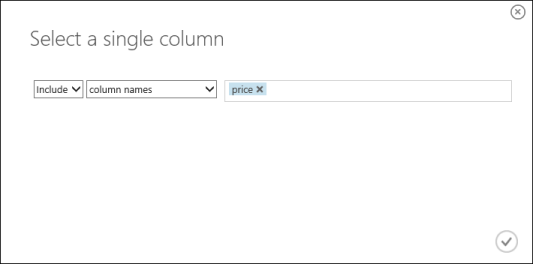 Select a single column
Include column names price